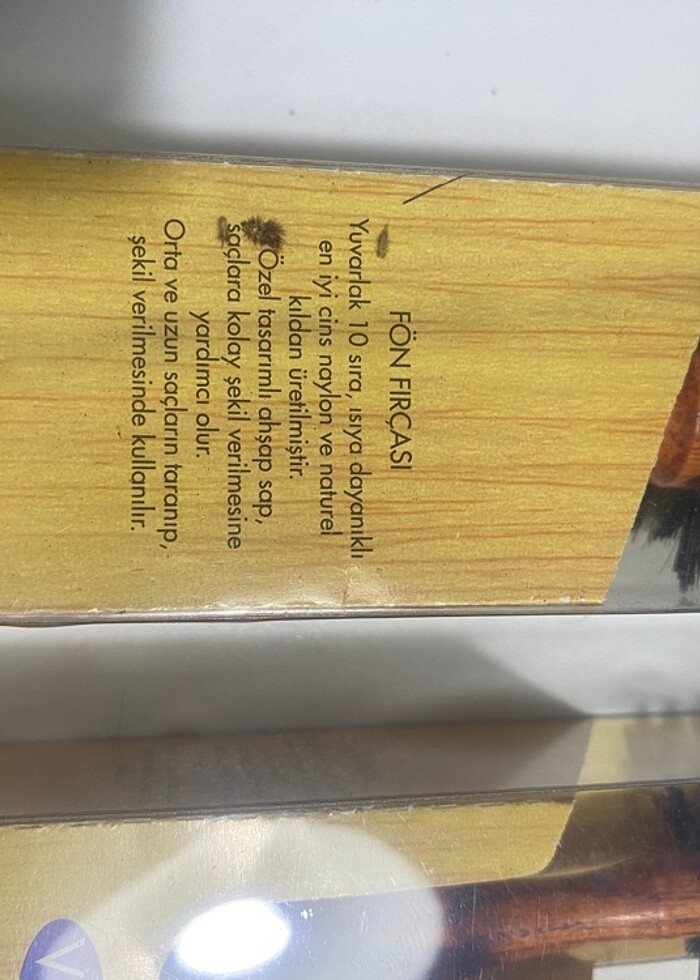 FÖN FIRÇASI
Yuvarlak 10 sıra, ısıya dayanıklı
en iyi cins naylon ve naturel
kıldan üretilmiştir.
Özel tasarımlı ahşap sap,
saçlara kolay şekil verilmesine
yardımcı olur.
Orta ve uzun saçların taranıp,
şekil verilmesinde kullanılır.
V